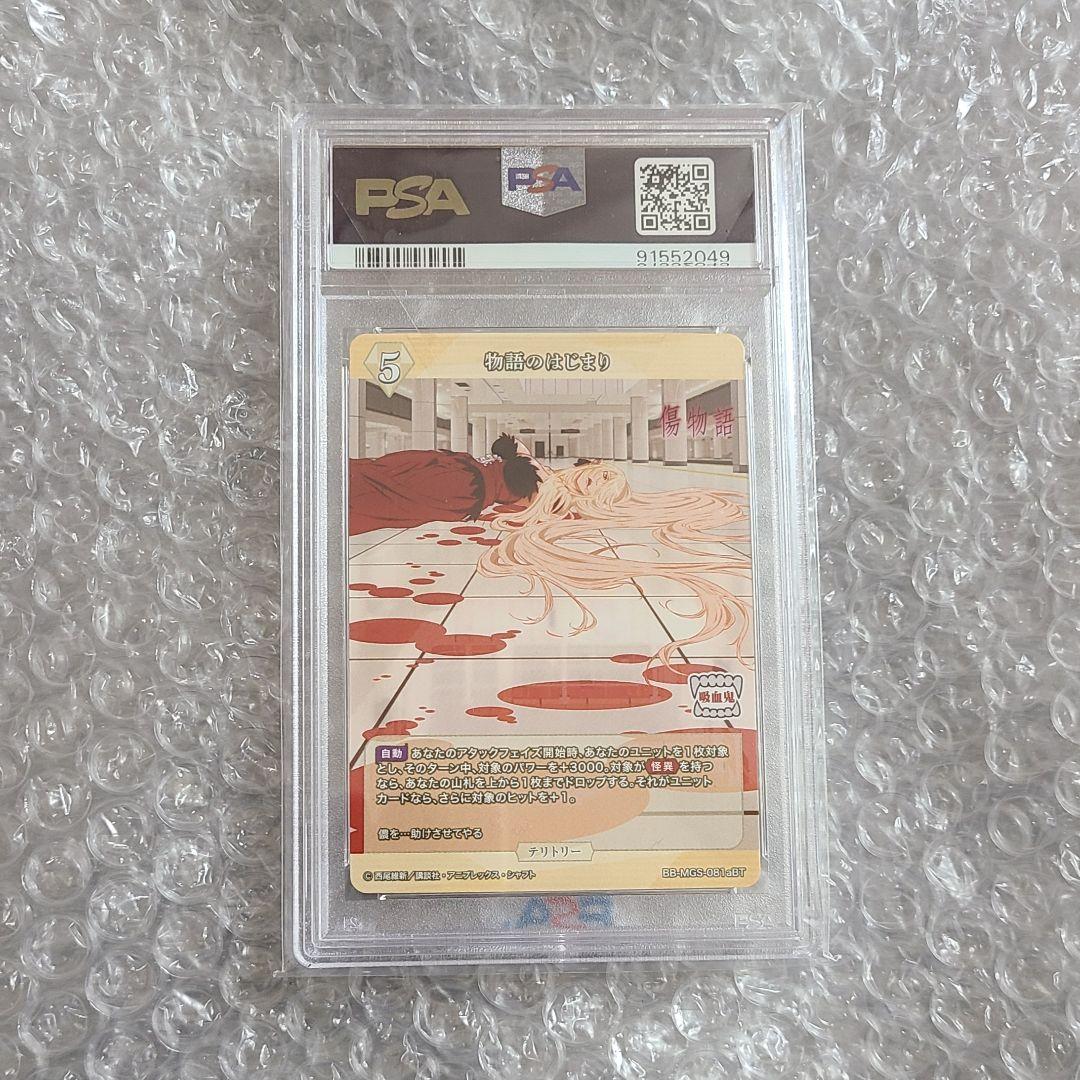 PSA
PSA
91552049
5
物語のはじまり
傷物語
吸血鬼
自動 あなたのアタックフェイズ開始時、あなたのユニットを1枚対象
とし、そのターン中、対象のパワーを+3000。対象が 怪異 を持つ
なら、あなたの山札を上から1枚までドロップする。それがユニット
カードなら、さらに対象のヒットを+1。
僕を…助けさせてやる
テリトリー
© 西尾維新／講談社・アニプレックス・シャフト
BB-MGS-081aBT
PSA
PSA